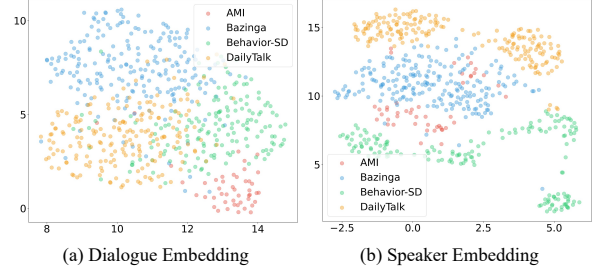 10
5
0
8
10
12
14
AMI
Bazinga
Behavior-SD
DailyTalk
(a) Dialogue Embedding
15
10
5
−2.5
0.0
2.5
5.0
AMI
Bazinga
Behavior-SD
DailyTalk
(b) Speaker Embedding